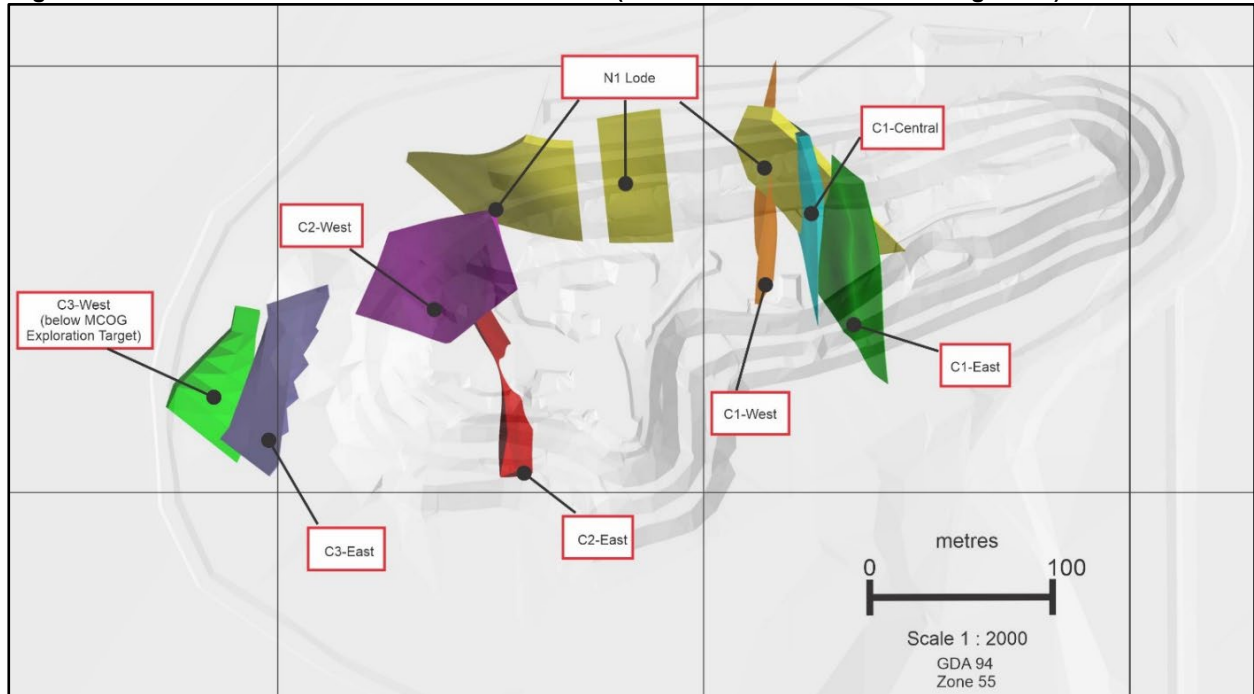 N1 Lode
C1-Central
C2-West
C3-West
(below MCOG
Exploration Target)
C1-East
C1-West
C2-East
C3-East
metres
0 100
Scale 1 : 2000
GDA 94
Zone 55